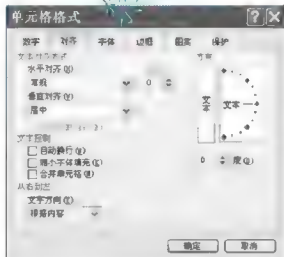 单元格格式
数字 对齐 字体 边框 图案 保护
文本对齐方式 方向
水平对齐(H)
常规 0
垂直对齐(V)
居中
文本 文本
文本控制
自动换行(W)
缩小字体填充(K)
合并单元格(M)
0 度(D)
从右到左
文字方向(T)
根据内容
确定 取消